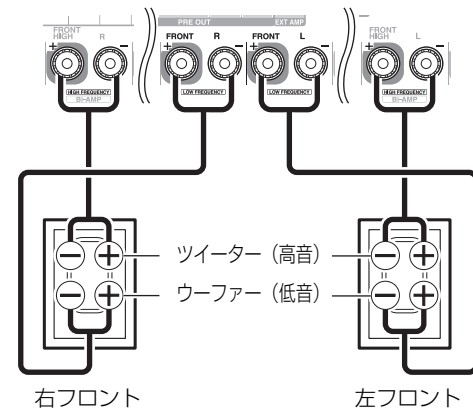 PRE OUT EXT AMP
FRONT HIGH R
FRONT R FRONT L
FRONT HIGH L
+ − + − + − + −
HIGH FREQUENCY LOW FREQUENCY LOW FREQUENCY HIGH FREQUENCY
Bi-AMP Bi-AMP
− + ツイーター（高音） − +
− + ウーファー（低音） − +
右フロント 左フロント